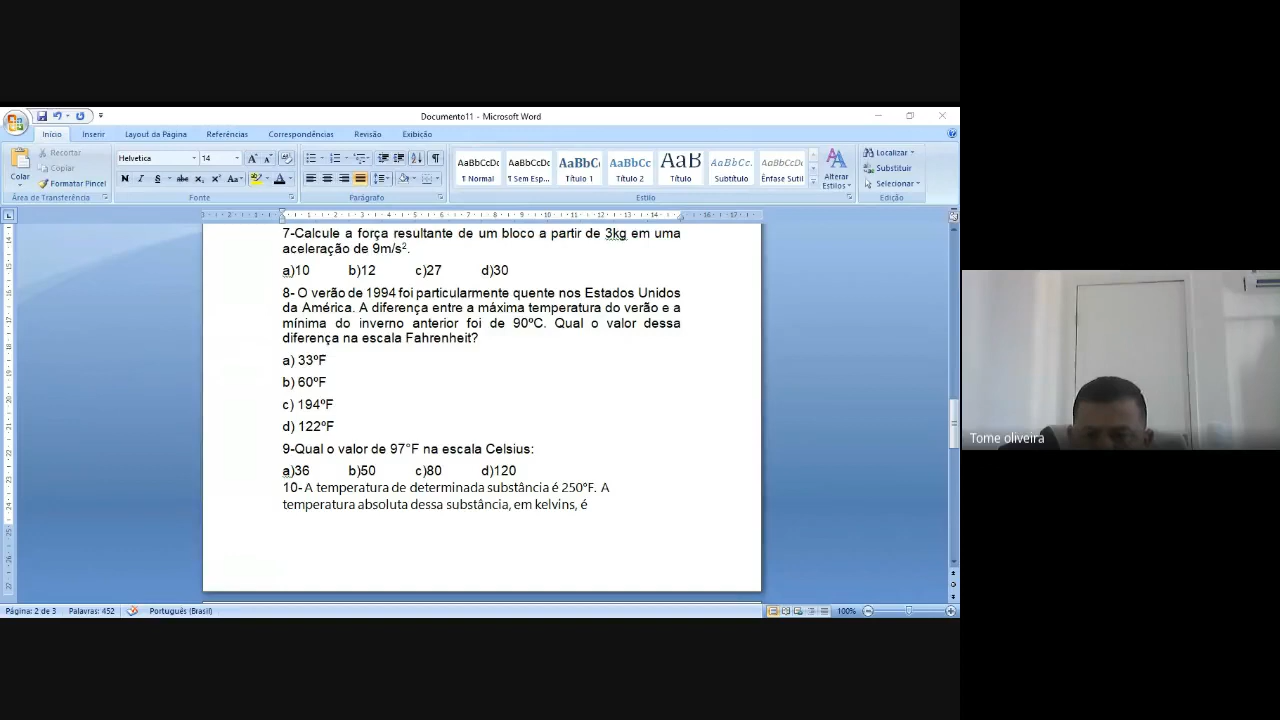 Documento11 - Microsoft Word
Início Inserir Layout da Página Referências Correspondências Revisão Exibição
Colar
Recortar
Copiar
Formatar Pincel
Área de Transferência
Helvetica 14
Fonte
Parágrafo
AaBbCcDc AaBbCcDc AaBbC AaBbCc AaB AaBbCc. AaBbCcDc
¶ Normal ¶ Sem Esp... Título 1 Título 2 Título Subtítulo Ênfase Sutil
Alterar Estilos
Estilo
Localizar
Substituir
Selecionar
Edição
7-Calcule a força resultante de um bloco a partir de 3kg em uma
aceleração de 9m/s².
a)10 b)12 c)27 d)30
8- O verão de 1994 foi particularmente quente nos Estados Unidos
da América. A diferença entre a máxima temperatura do verão e a
mínima do inverno anterior foi de 90ºC. Qual o valor dessa
diferença na escala Fahrenheit?
a) 33ºF
b) 60ºF
c) 194ºF
d) 122ºF
9-Qual o valor de 97°F na escala Celsius:
a)36 b)50 c)80 d)120
10- A temperatura de determinada substância é 250°F. A
temperatura absoluta dessa substância, em kelvins, é
Página: 2 de 3 Palavras: 452 Português (Brasil) 100%
Tome oliveira